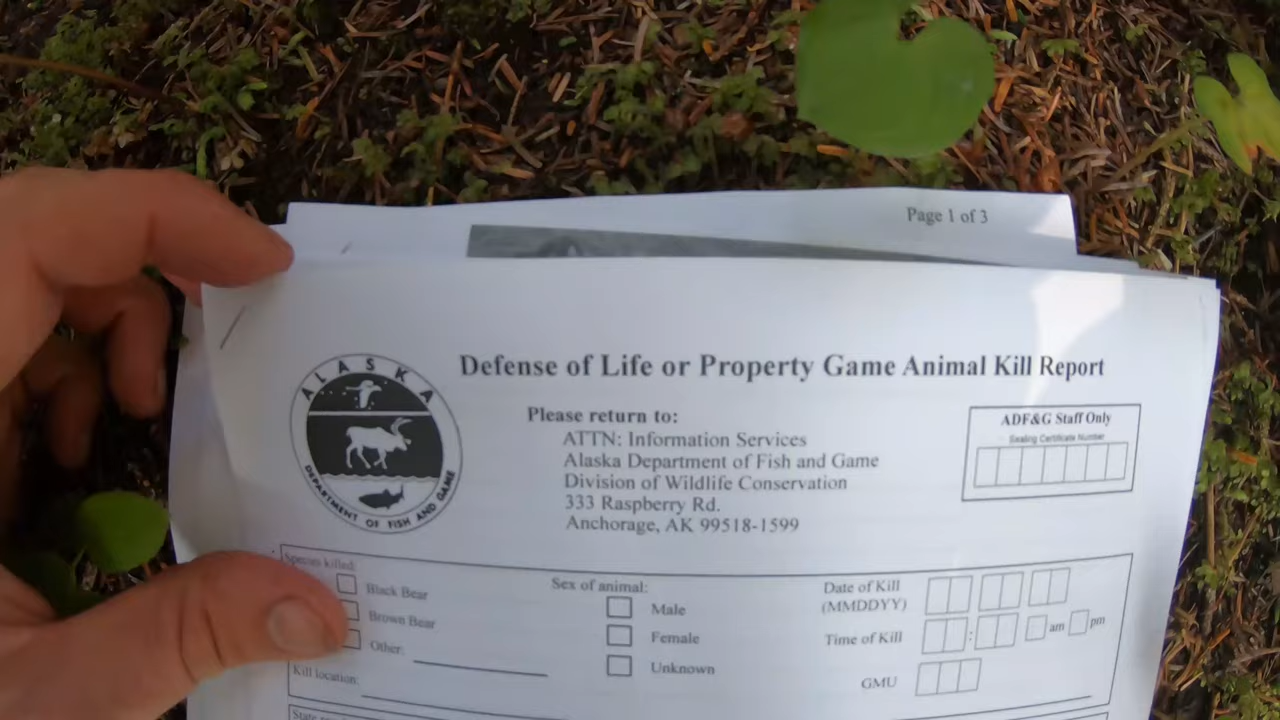 Page 1 of 3
Defense of Life or Property Game Animal Kill Report
ALASKA
DEPARTMENT OF FISH AND GAME
Please return to:
ATTN: Information Services
Alaska Department of Fish and Game
Division of Wildlife Conservation
333 Raspberry Rd.
Anchorage, AK 99518-1599
ADF&G Staff Only
Sealing Certificate Number
Species killed:
Black Bear
Brown Bear
Other:
Kill location:
Sex of animal:
Male
Female
Unknown
Date of Kill
(MMDDYY)
Time of Kill : am pm
GMU